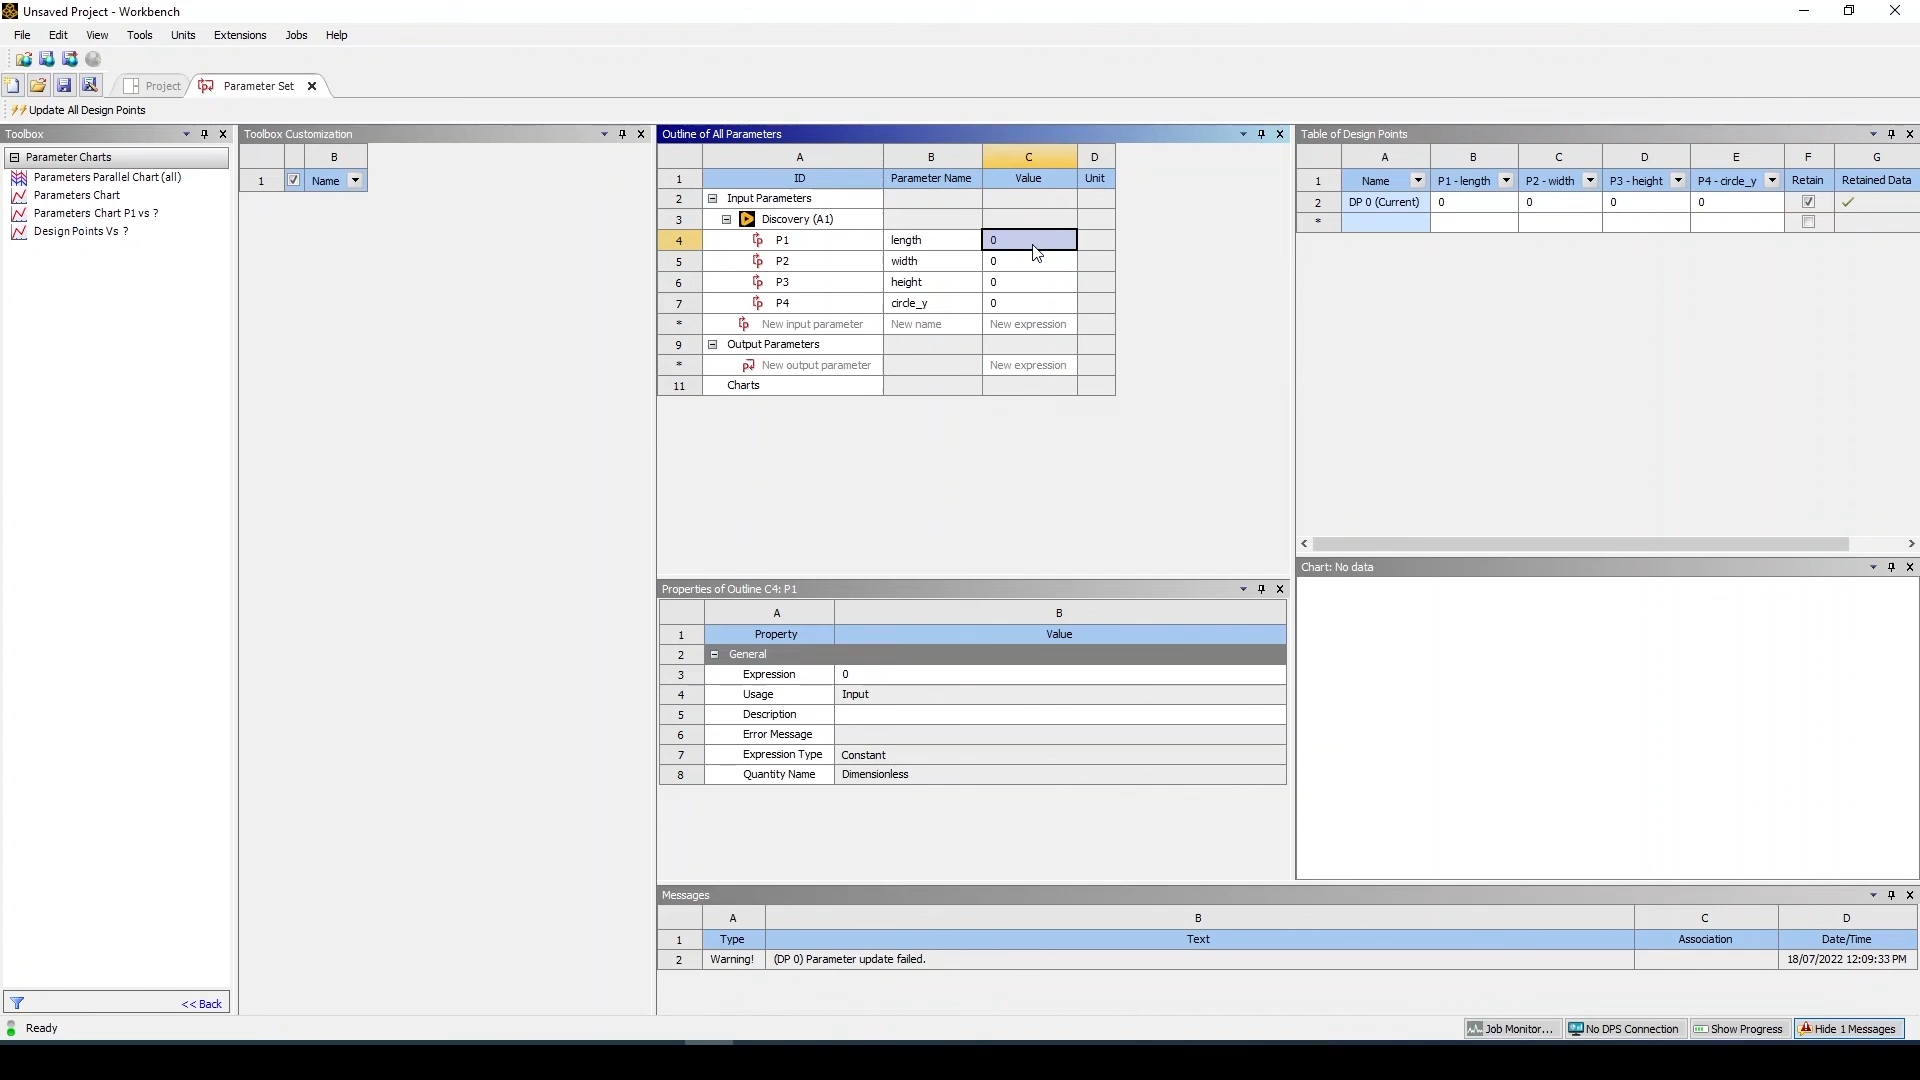 Unsaved Project - Workbench
File Edit View Tools Units Extensions Jobs Help
Project Parameter Set
Update All Design Points
Toolbox
Parameter Charts
Parameters Parallel Chart (all)
Parameters Chart
Parameters Chart P1 vs ?
Design Points Vs ?
<< Back
Toolbox Customization
B
1 Name
Outline of All Parameters
A B C D
1 ID Parameter Name Value Unit
2 Input Parameters
3 Discovery (A1)
4 P1 length 0
5 P2 width 0
6 P3 height 0
7 P4 circle_y 0
* New input parameter New name New expression
9 Output Parameters
* New output parameter New expression
11 Charts
Properties of Outline C4: P1
A B
1 Property Value
2 General
3 Expression 0
4 Usage Input
5 Description
6 Error Message
7 Expression Type Constant
8 Quantity Name Dimensionless
Table of Design Points
A B C D E F G
1 Name P1 - length P2 - width P3 - height P4 - circle_y Retain Retained Data
2 DP 0 (Current) 0 0 0 0
*
Chart: No data
Messages
A B C D
1 Type Text Association Date/Time
2 Warning! (DP 0) Parameter update failed. 18/07/2022 12:09:33 PM
Ready
Job Monitor... No DPS Connection Show Progress Hide 1 Messages